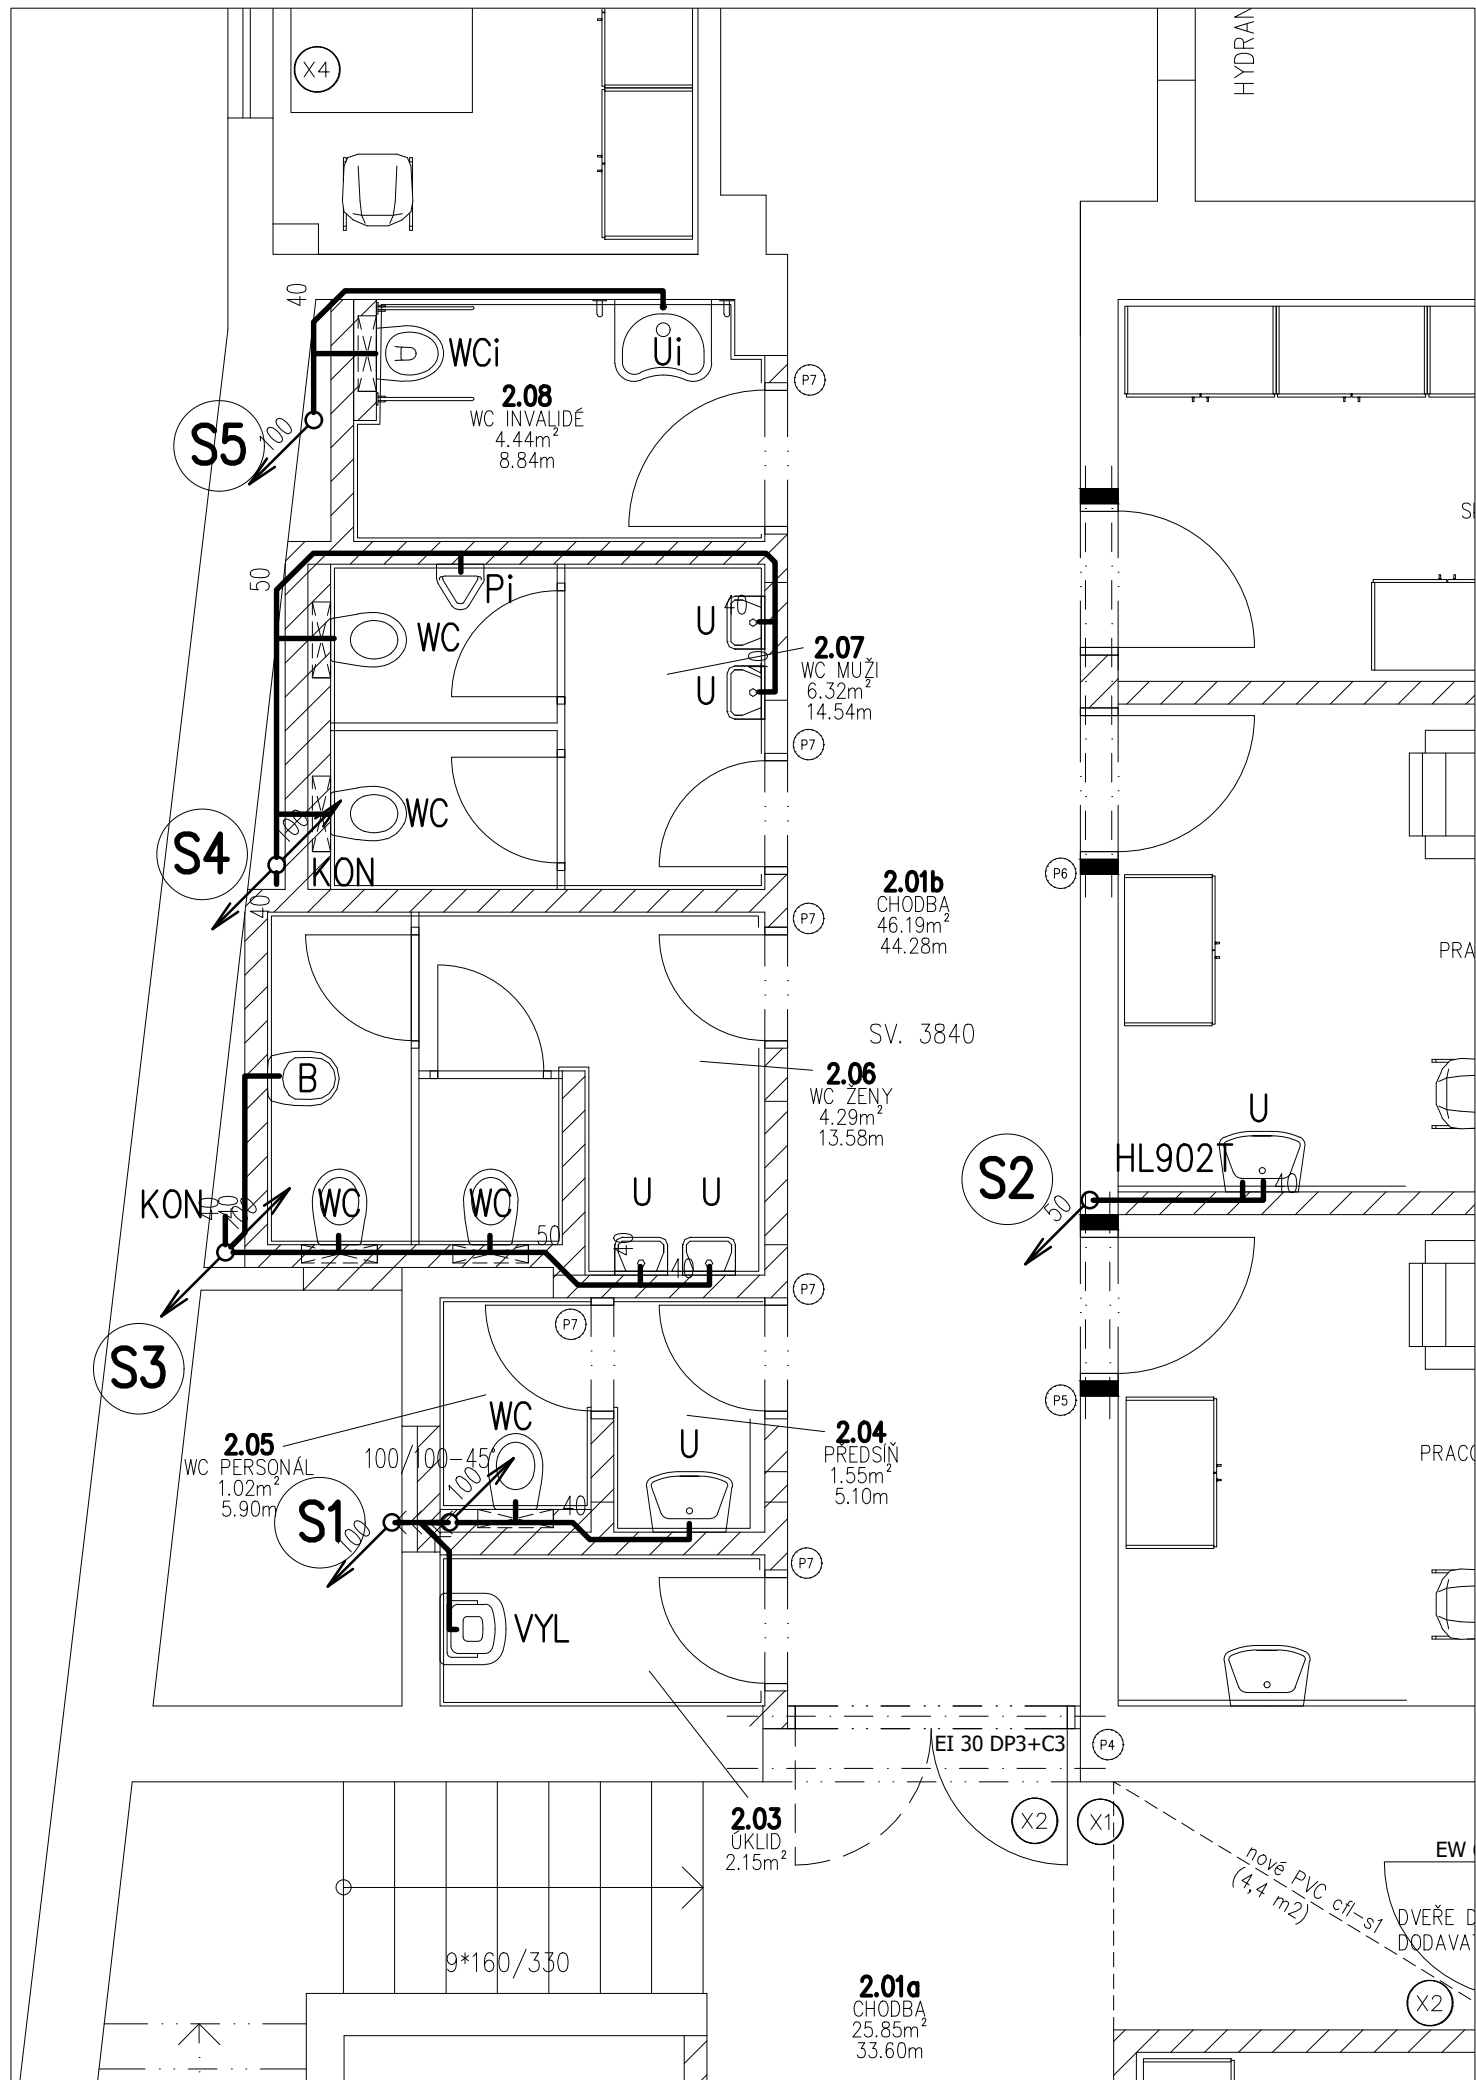 X4
HYDRAN
40
WCi
Ui
2.08
WC INVALIDÉ
4.44m²
8.84m
P7
S5
100
50
Pi
WC
U
40
U
2.07
WC MUŽI
6.32m²
14.54m
P7
WC
S4
100
KON
40
P6
2.01b
CHODBA
46.19m²
44.28m
P7
PRA
SV. 3840
B
2.06
WC ŽENY
4.29m²
13.58m
U
HL902T
40
S2
50
KON
40
100
WC
WC
U
U
50
40
40
S3
P7
P7
P5
2.05
WC PERSONÁL
1.02m²
5.90m
WC
100/100-45°
100
U
2.04
PŘEDSÍŇ
1.55m²
5.10m
PRACO
S1
100
40
P7
VYL
EI 30 DP3+C3
P4
2.03
ÚKLID
2.15m²
X2
X1
EW
nové PVC cfl-s1
(4,4 m2)
DVEŘE D
DODAVA
9*160/330
2.01a
CHODBA
25.85m²
33.60m
X2